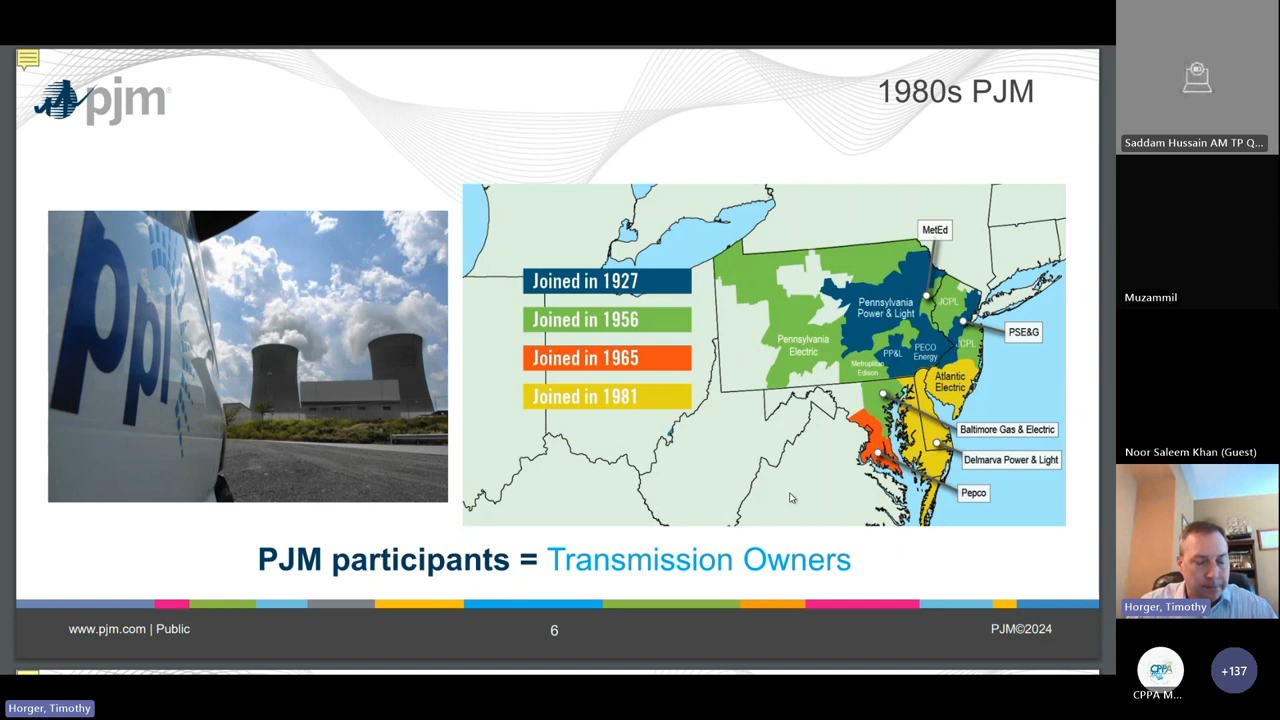 pjm
1980s PJM
ppl
Joined in 1927
Joined in 1956
Joined in 1965
Joined in 1981
MetEd
Pennsylvania
Power & Light
JCPL
PSE&G
Pennsylvania
Electric
PP&L
PECO
Energy
JCPL
Metropolitan
Edison
Atlantic
Electric
Baltimore Gas & Electric
Delmarva Power & Light
Pepco
PJM participants = Transmission Owners
www.pjm.com | Public
6
PJM©2024
Saddam Hussain AM TP Q...
Muzammil
Noor Saleem Khan (Guest)
Horger, Timothy
CPPA
CPPA M...
+137
Horger, Timothy